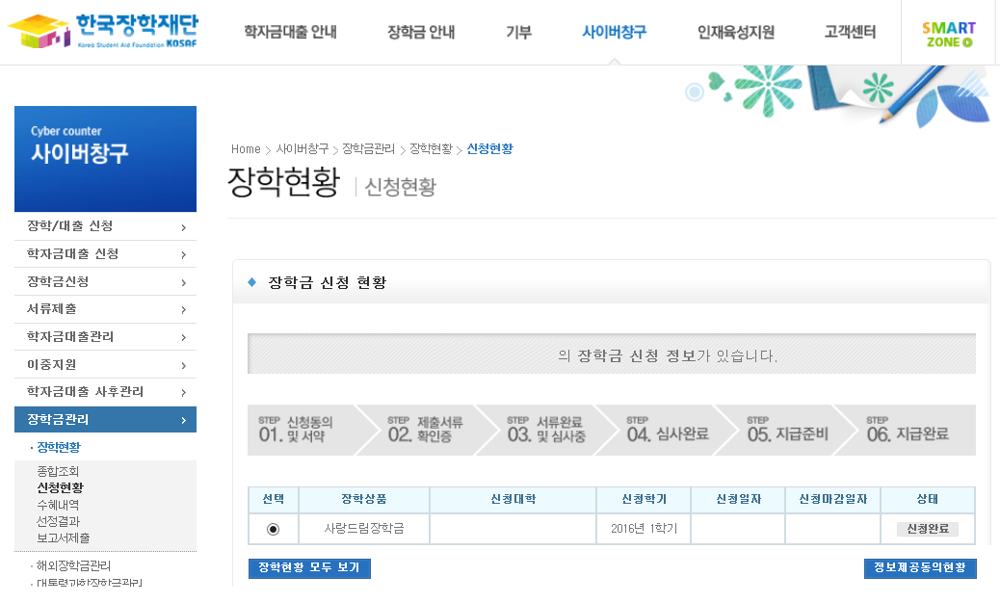 한국장학재단
Korea Student Aid Foundation KOSAF
학자금대출 안내 장학금 안내 기부 사이버창구 인재육성지원 고객센터
SMART
ZONE
Cyber counter
사이버창구
Home > 사이버창구 > 장학금관리 > 장학현황 > 신청현황
장학현황 | 신청현황
장학/대출 신청
학자금대출 신청
장학금신청
서류제출
학자금대출관리
이중지원
학자금대출 사후관리
장학금관리
· 장학현황
종합조회
신청현황
수혜내역
선정결과
보고서제출
· 해외장학금관리
· 대통령과학장학금관리
장학금 신청 현황
의 장학금 신청 정보가 있습니다.
STEP 01. 신청동의 및 서약
STEP 02. 제출서류 확인증
STEP 03. 서류완료 및 심사중
STEP 04. 심사완료
STEP 05. 지급준비
STEP 06. 지급완료
선택 장학상품 신청대학 신청학기 신청일자 신청마감일자 상태
사랑드림장학금 2016년 1학기 신청완료
장학현황 모두 보기 정보제공동의현황